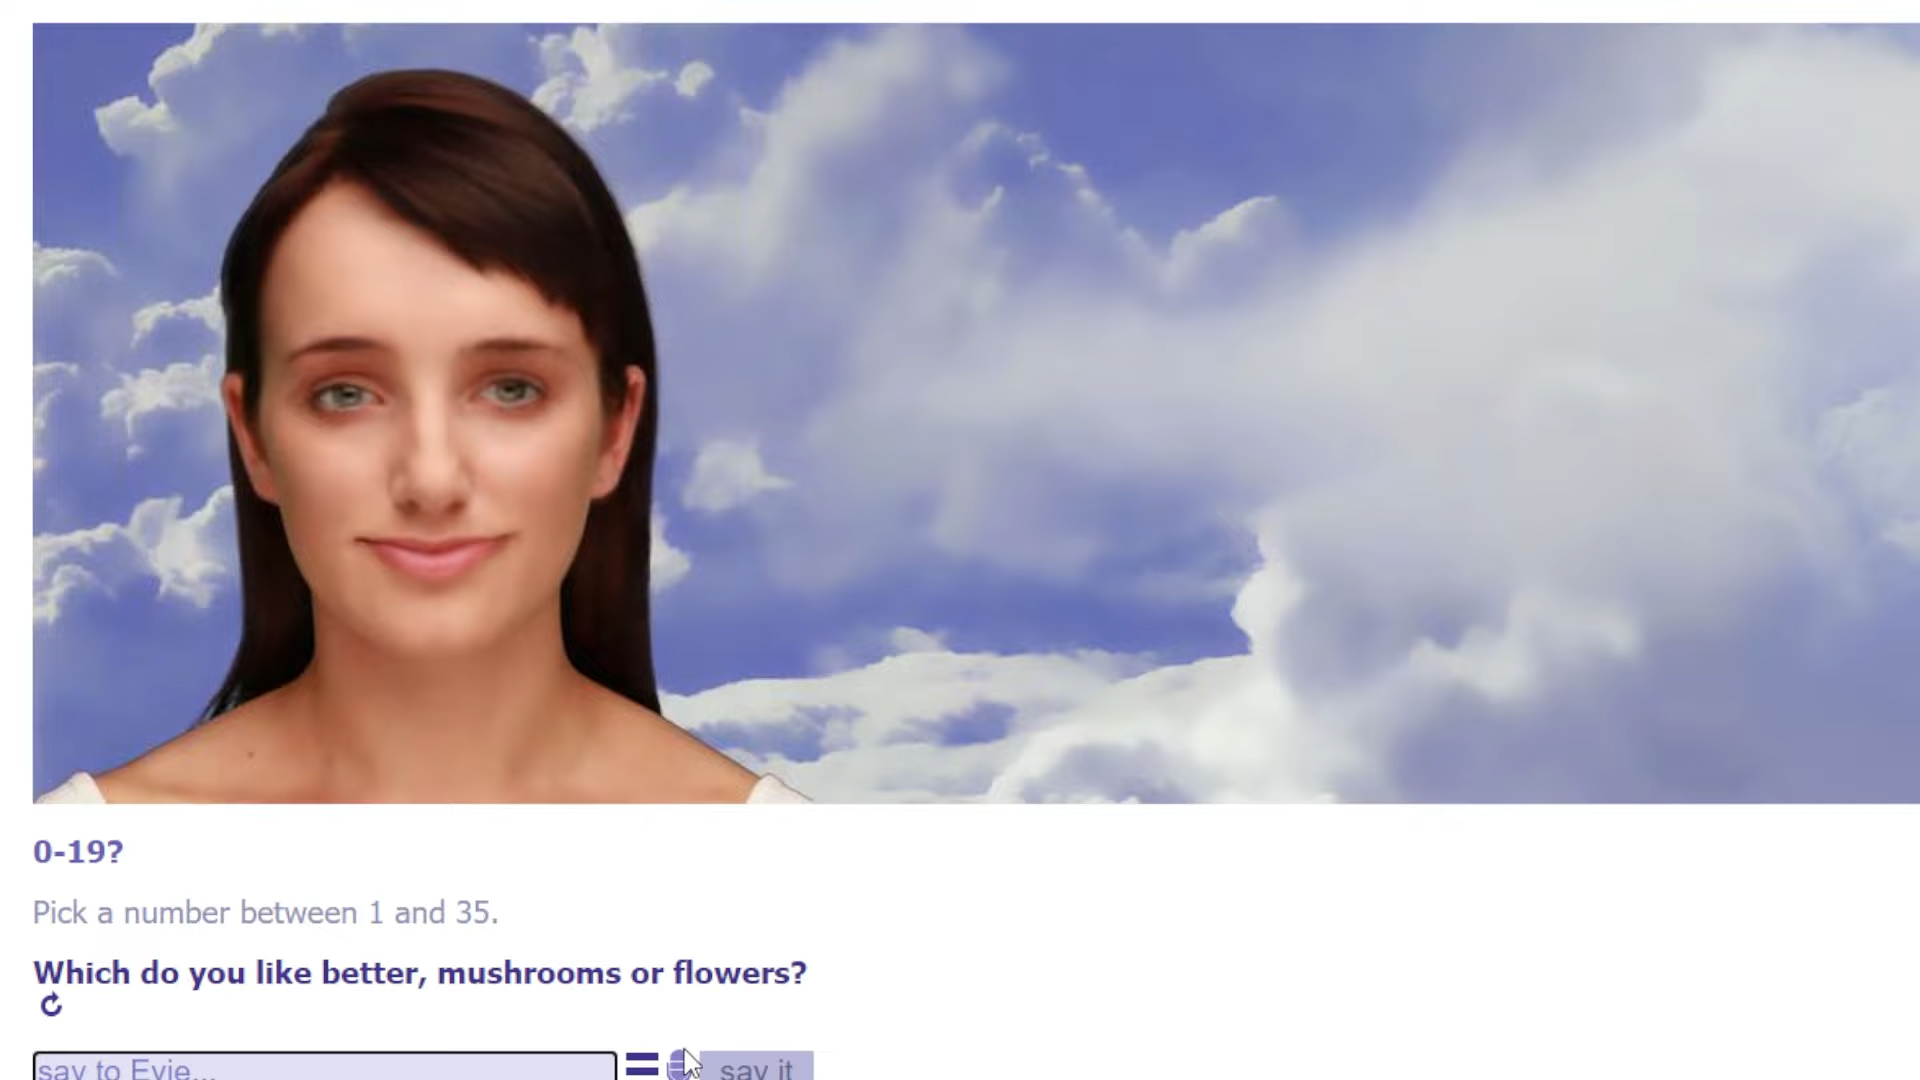 0-19?
Pick a number between 1 and 35.
Which do you like better, mushrooms or flowers?
say to Evie...
say it